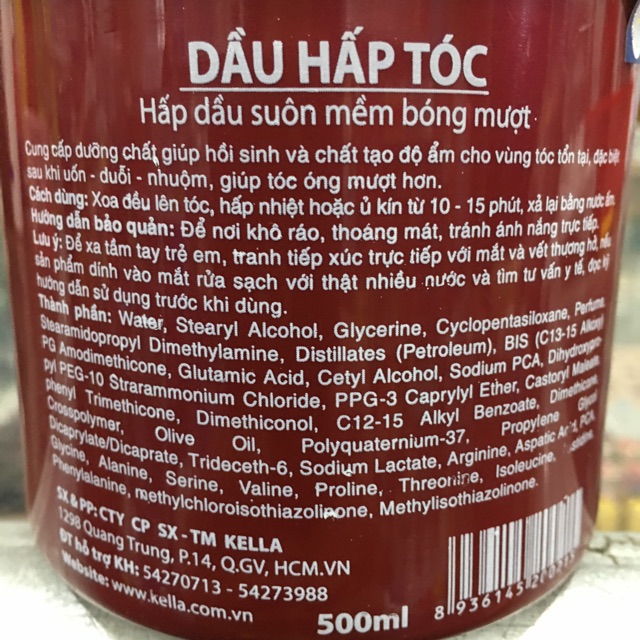 DẦU HẤP TÓC
Hấp dầu suôn mềm bóng mượt
Cung cấp dưỡng chất giúp hồi sinh và chất tạo độ ẩm cho vùng tóc tổn tại, đặc biệt
sau khi uốn - duỗi - nhuộm, giúp tóc óng mượt hơn.
Cách dùng: Xoa đều lên tóc, hấp nhiệt hoặc ủ kín từ 10 - 15 phút, xả lại bằng nước ấm.
Hướng dẫn bảo quản: Để nơi khô ráo, thoáng mát, tránh ánh nắng trực tiếp.
Lưu ý: Để xa tầm tay trẻ em, tranh tiếp xúc trực tiếp với mắt và vết thương hở, nếu
sản phẩm dính vào mắt rửa sạch với thật nhiều nước và tìm tư vấn y tế, đọc kỹ
hướng dẫn sử dụng trước khi dùng.
Thành phần: Water, Stearyl Alcohol, Glycerine, Cyclopentasiloxane, Perfume,
Stearamidopropyl Dimethylamine, Distillates (Petroleum), BIS (C13-15 Alkoxy)
PG Amodimethicone, Glutamic Acid, Cetyl Alcohol, Sodium PCA, Dihydroxypro-
pyl PEG-10 Strarammonium Chloride, PPG-3 Caprylyl Ether, Castoryl Maleate,
phenyl Trimethicone, Dimethiconol, C12-15 Alkyl Benzoate, Dimethicone,
Crosspolymer, Olive Oil, Polyquaternium-37, Propylene Glycol
Dicaprylate/Dicaprate, Trideceth-6, Sodium Lactate, Arginine, Aspatic Acid, PCA,
Glycine, Alanine, Serine, Valine, Proline, Threonine, Isoleucine,
Phenylalanine, methylchloroisothiazolinone, Methylisothiazolinone.
SX & PP: CTY CP SX - TM KELLA
1298 Quang Trung, P.14, Q.GV, HCM.VN
ĐT hỗ trợ KH: 54270713 - 54273988
Website: www.kella.com.vn
500ml